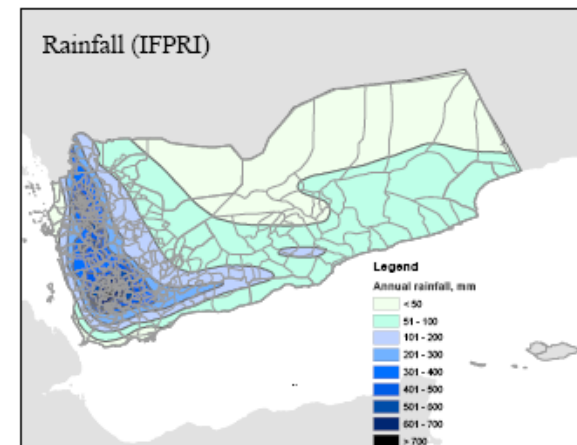 Rainfall (IFPRI)
Legend
Annual rainfall, mm
< 50
51 - 100
101 - 200
201 - 300
301 - 400
401 - 500
501 - 600
601 - 700
> 700